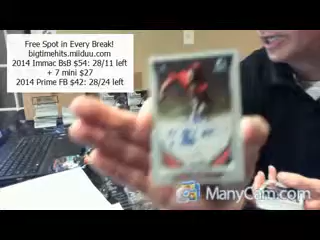 Free Spot in Every Break!
bigtimehits.milduu.com
2014 Immac BsB $54: 28/11 left
+ 7 mini $27
2014 Prime FB $42: 28/24 left
ManyCam.com